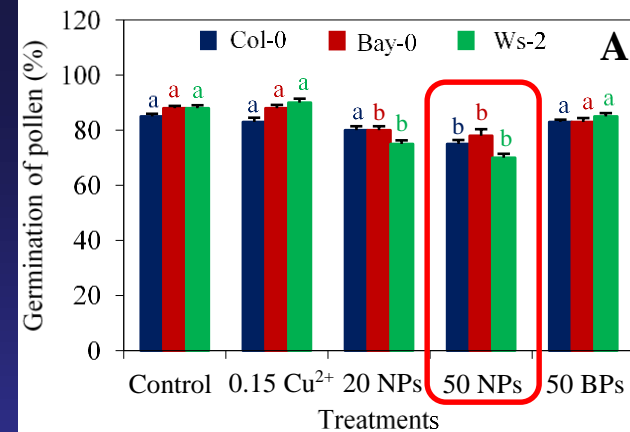 120
Col-0 Bay-0 Ws-2 A
100
80
60
40
20
0
Germination of pollen (%)
a a a
a a a
a b b
b b b
a a a
Control 0.15 Cu²⁺ 20 NPs 50 NPs 50 BPs
Treatments